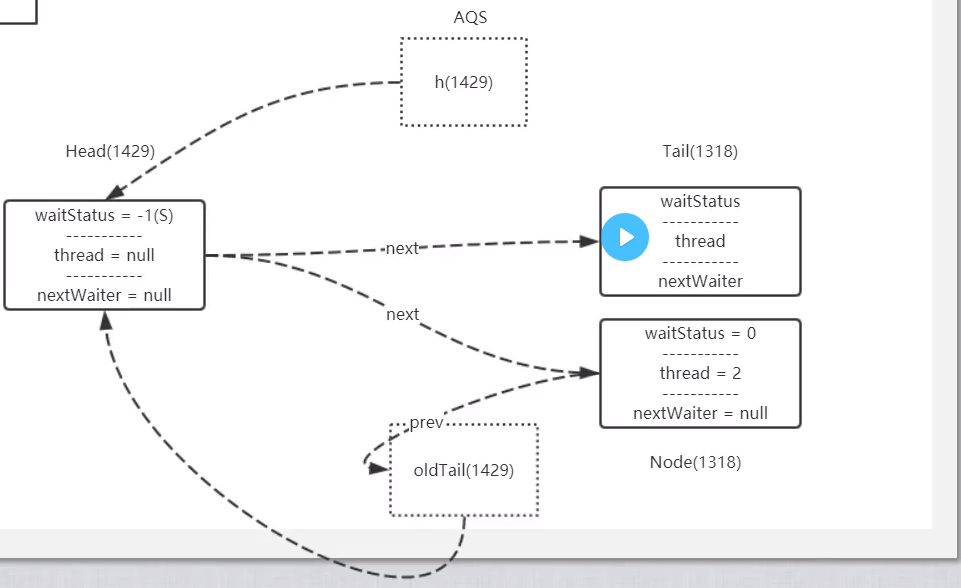 AQS
h(1429)
Head(1429)
Tail(1318)
waitStatus = -1(S)
-----------
thread = null
-----------
nextWaiter = null
waitStatus
-----------
thread
-----------
nextWaiter
next
next
waitStatus = 0
-----------
thread = 2
-----------
nextWaiter = null
prev
oldTail(1429)
Node(1318)